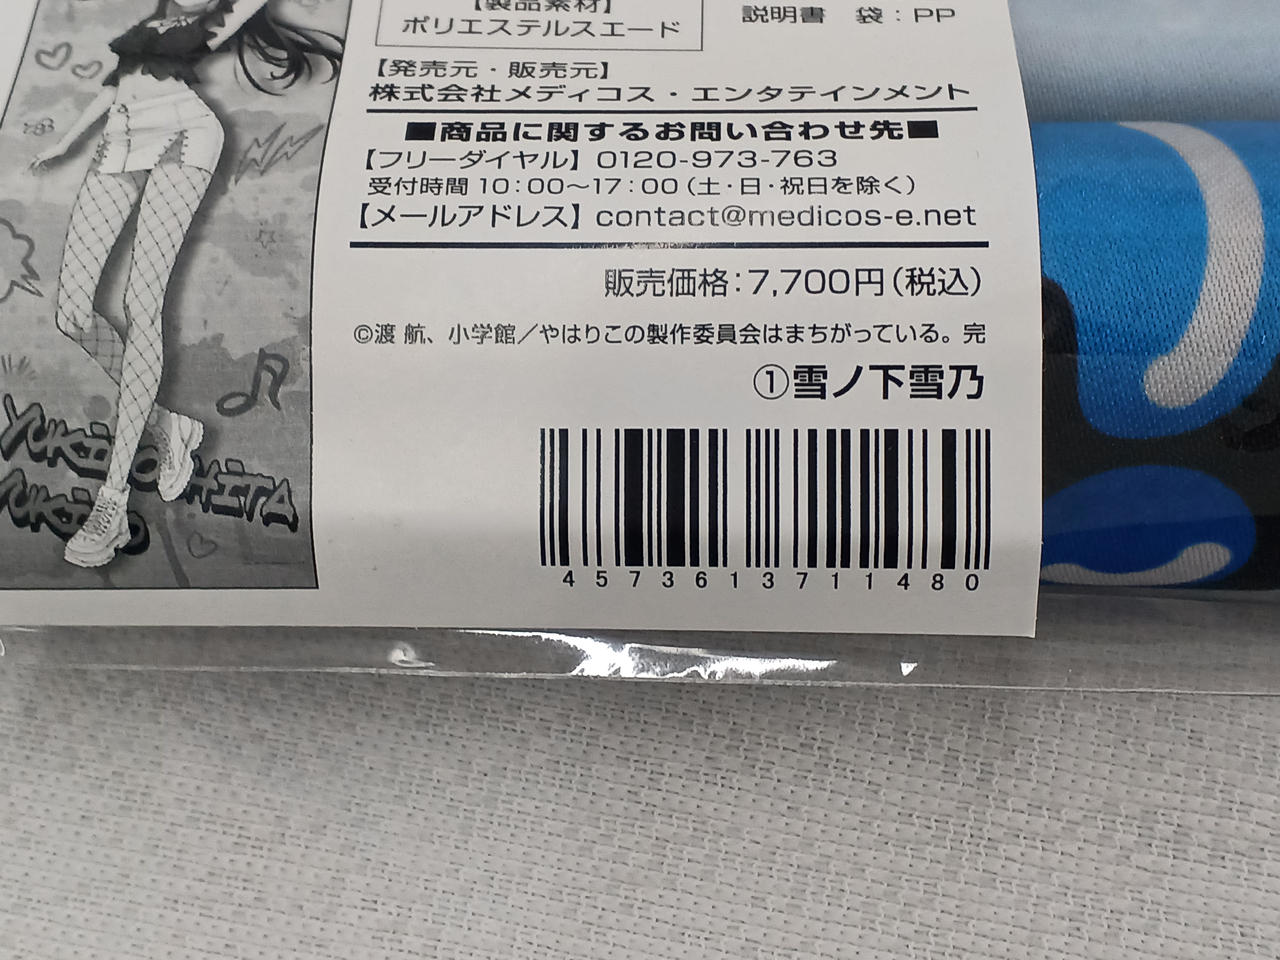 【製品素材】
ポリエステルスエード
説明書 袋：PP
【発売元・販売元】
株式会社メディコス・エンタテインメント
■商品に関するお問い合わせ先■
【フリーダイヤル】0120-973-763
受付時間 10：00～17：00（土・日・祝日を除く）
【メールアドレス】contact@medicos-e.net
販売価格：7,700円（税込）
©渡 航、小学館／やはりこの製作委員会はまちがっている。完
①雪ノ下雪乃
4573613711480